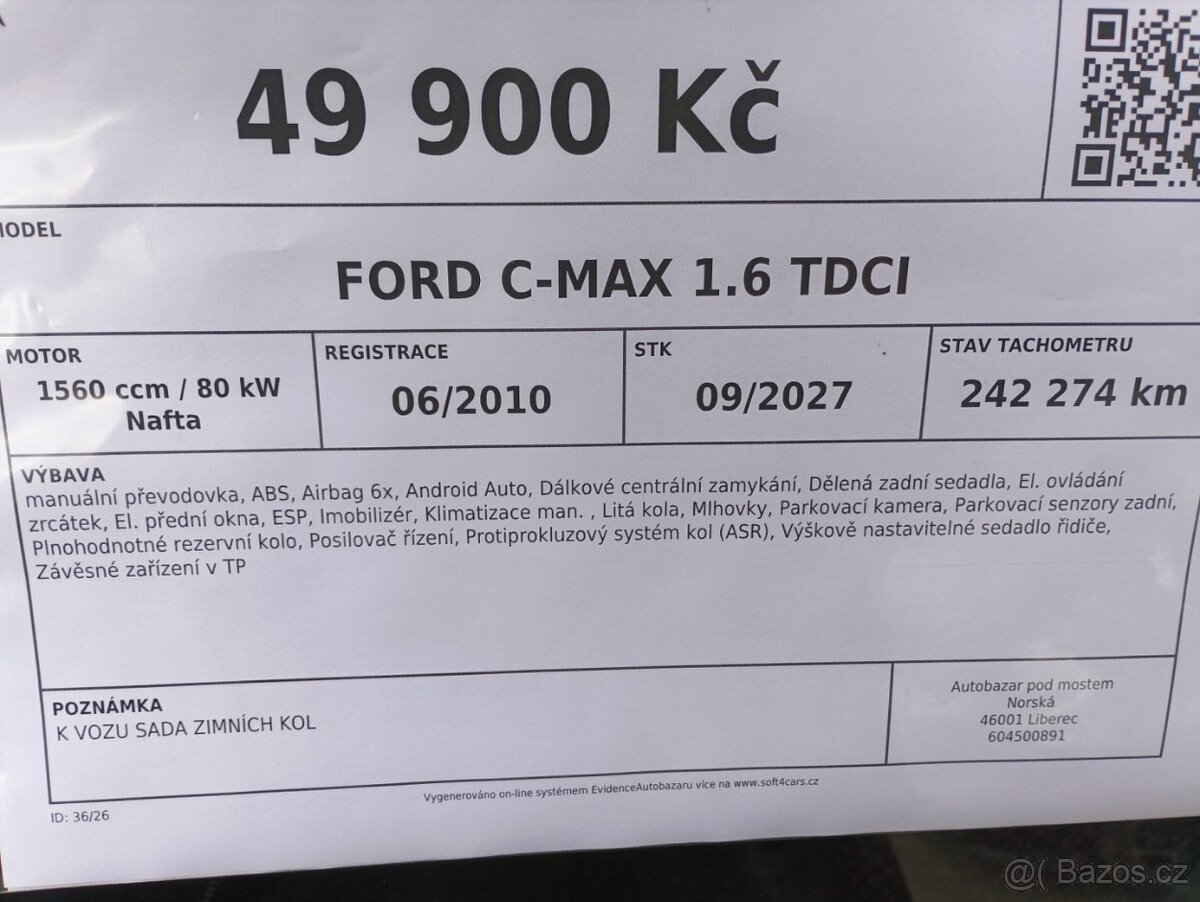 49 900 Kč
MODEL
FORD C-MAX 1.6 TDCI
MOTOR
1560 ccm / 80 kW
Nafta
REGISTRACE
06/2010
STK
09/2027
STAV TACHOMETRU
242 274 km
VÝBAVA
manuální převodovka, ABS, Airbag 6x, Android Auto, Dálkové centrální zamykání, Dělená zadní sedadla, El. ovládání
zrcátek, El. přední okna, ESP, Imobilizér, Klimatizace man. , Litá kola, Mlhovky, Parkovací kamera, Parkovací senzory zadní,
Plnohodnotné rezervní kolo, Posilovač řízení, Protiprokluzový systém kol (ASR), Výškově nastavitelné sedadlo řidiče,
Závěsné zařízení v TP
POZNÁMKA
K VOZU SADA ZIMNÍCH KOL
Autobazar pod mostem
Norská
46001 Liberec
604500891
Vygenerováno on-line systémem EvidenceAutobazaru více na www.soft4cars.cz
ID: 36/26
@( Bazos.cz